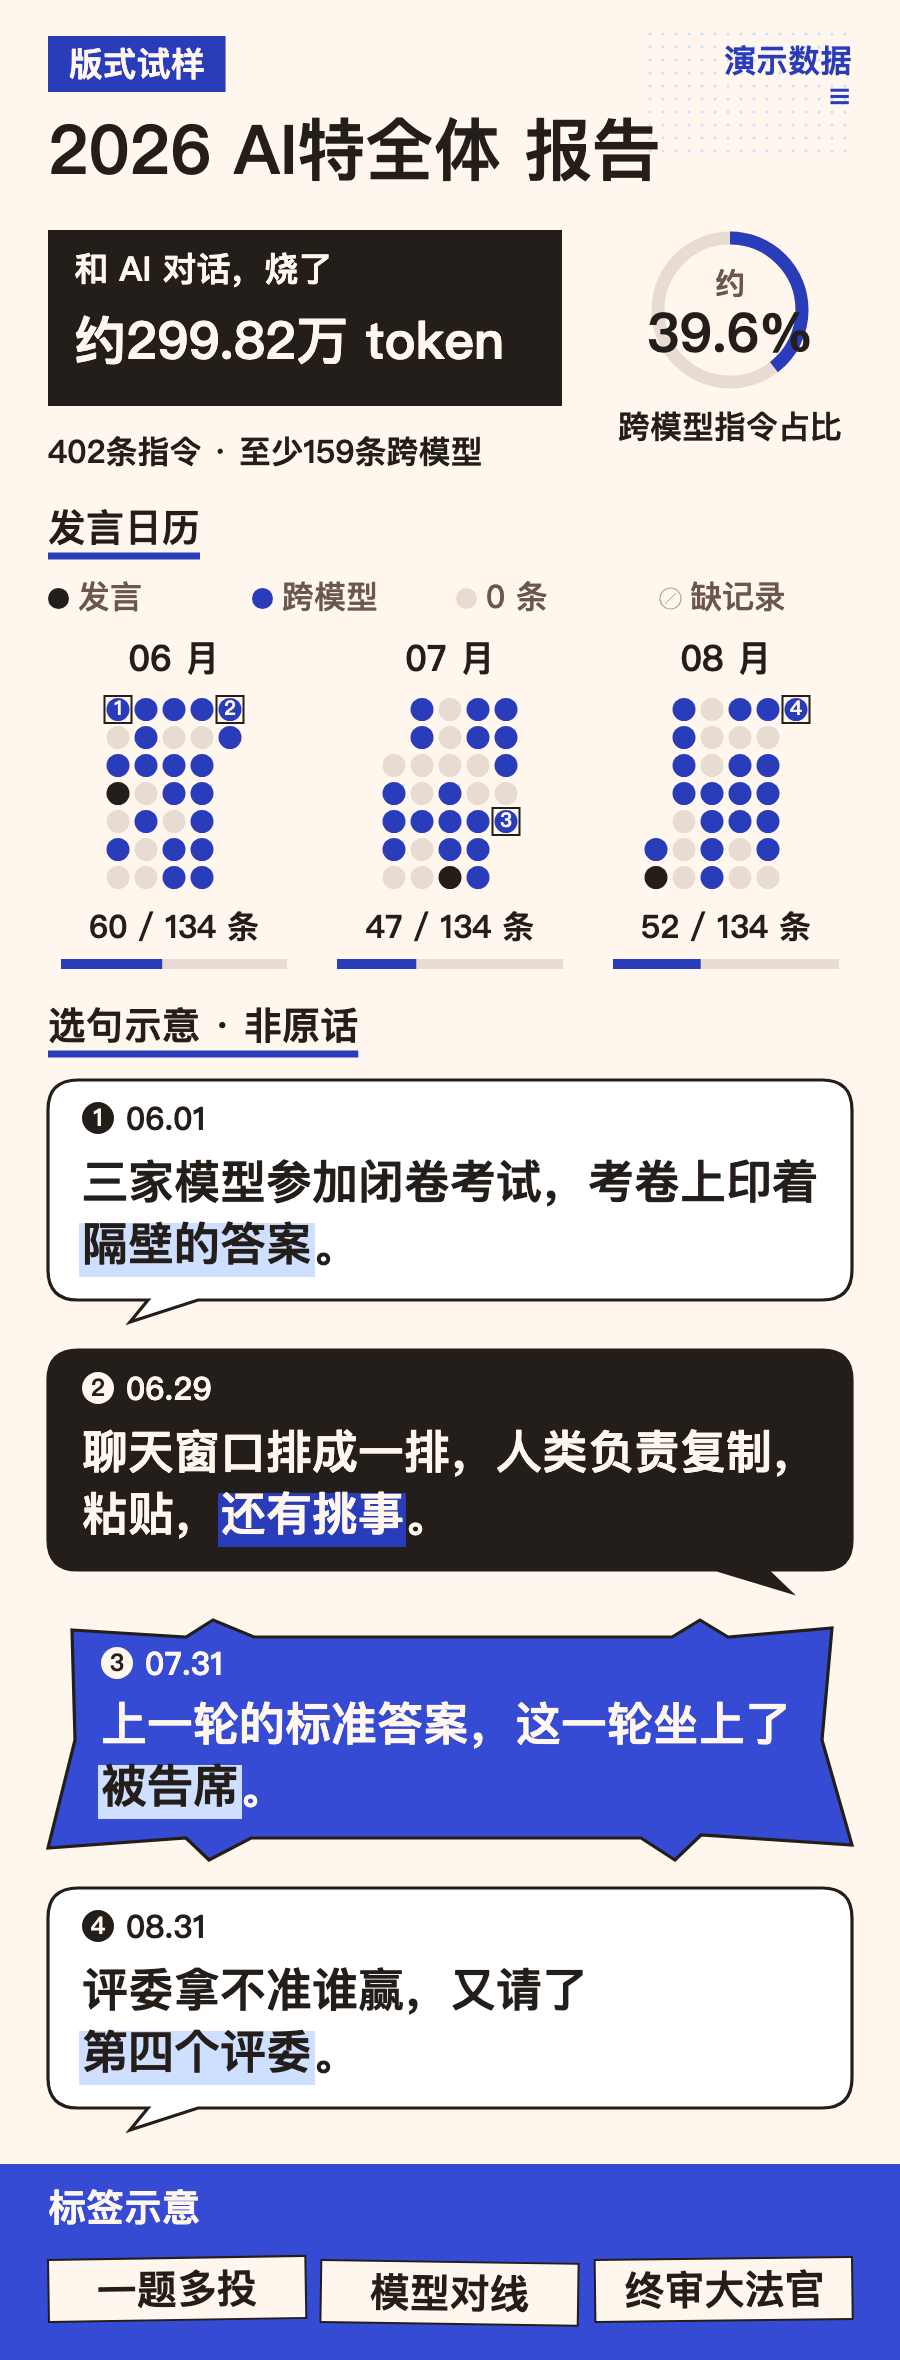 版式试样
演示数据
2026 AI特全体 报告
和 AI 对话，烧了
约299.82万 token
约
39.6%
跨模型指令占比
402条指令 · 至少159条跨模型
发言日历
发言 跨模型 0 条 缺记录
06 月 07 月 08 月
1 2 4
3
60 / 134 条 47 / 134 条 52 / 134 条
选句示意 · 非原话
1 06.01
三家模型参加闭卷考试，考卷上印着
隔壁的答案。
2 06.29
聊天窗口排成一排，人类负责复制，
粘贴，还有挑事。
3 07.31
上一轮的标准答案，这一轮坐上了
被告席。
4 08.31
评委拿不准谁赢，又请了
第四个评委。
标签示意
一题多投 模型对线 终审大法官